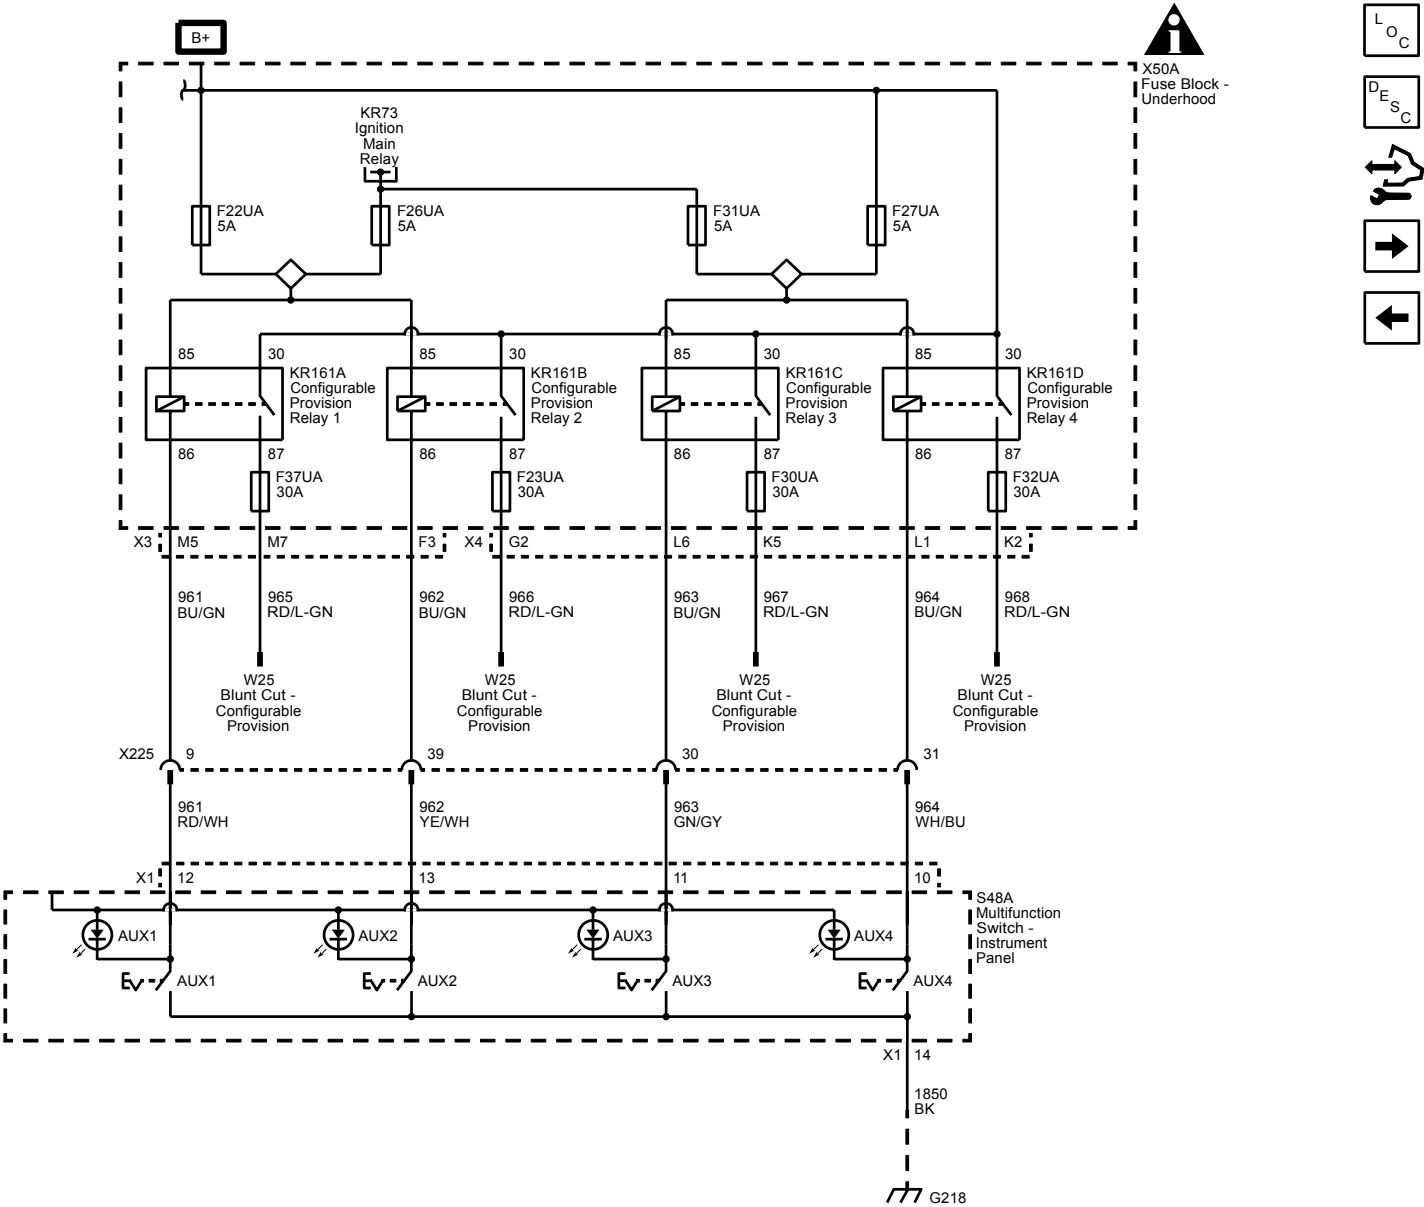 B+
X50A
Fuse Block -
Underhood
L
O
C
D
E
S
C
KR73
Ignition
Main
Relay
F22UA
5A
F26UA
5A
F31UA
5A
F27UA
5A
85
30
85
30
85
30
85
30
KR161A
Configurable
Provision
Relay 1
KR161B
Configurable
Provision
Relay 2
KR161C
Configurable
Provision
Relay 3
KR161D
Configurable
Provision
Relay 4
86
87
86
87
86
87
86
87
F37UA
30A
F23UA
30A
F30UA
30A
F32UA
30A
X3
M5
M7
F3
X4
G2
L6
K5
L1
K2
961
BU/GN
965
RD/L-GN
962
BU/GN
966
RD/L-GN
963
BU/GN
967
RD/L-GN
964
BU/GN
968
RD/L-GN
W25
Blunt Cut -
Configurable
Provision
W25
Blunt Cut -
Configurable
Provision
W25
Blunt Cut -
Configurable
Provision
W25
Blunt Cut -
Configurable
Provision
X225
9
39
30
31
961
RD/WH
962
YE/WH
963
GN/GY
964
WH/BU
X1
12
13
11
10
S48A
Multifunction
Switch -
Instrument
Panel
AUX1
AUX2
AUX3
AUX4
AUX1
AUX2
AUX3
AUX4
X1
14
1850
BK
G218